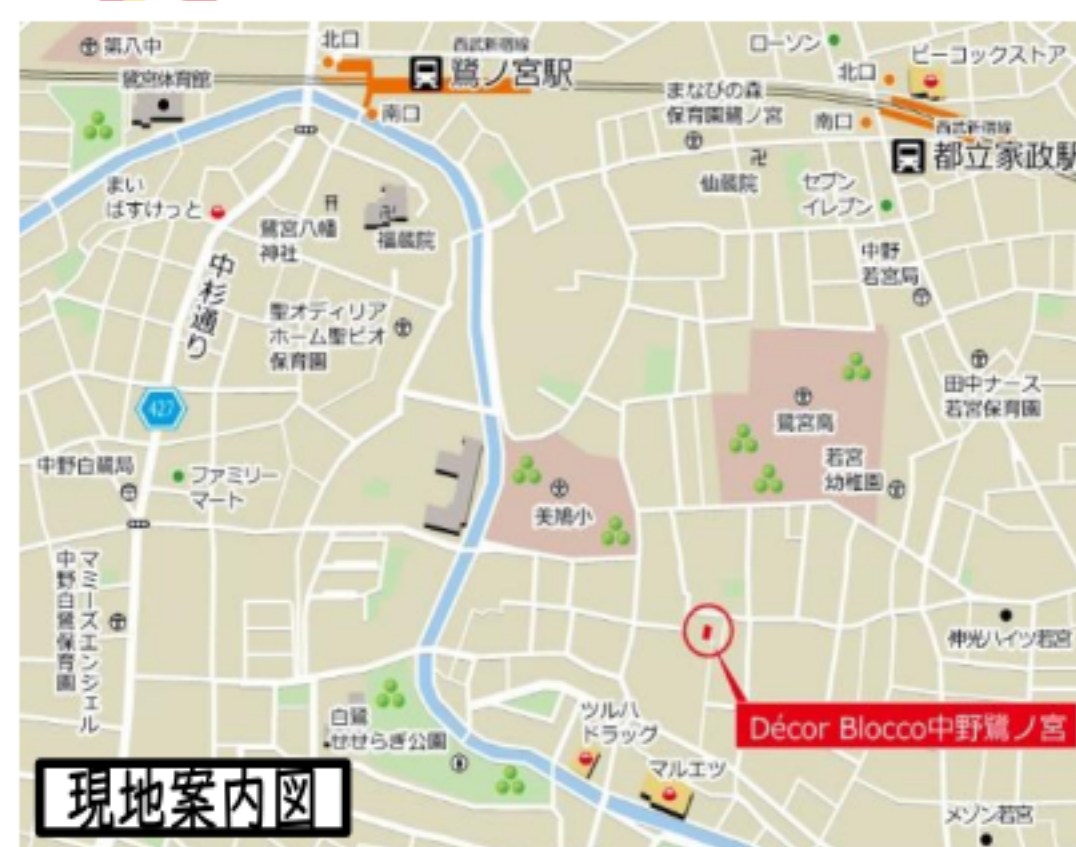 第八中
鷺宮体育館
北口
西武新宿線
鷺ノ宮駅
南口
ローソン
ピーコックストア
北口
まなびの森
保育園鷺ノ宮
南口
西武新宿線
都立家政駅
仙蔵院
セブン
イレブン
まい
ばすけっと
鷺宮八幡
神社
福蔵院
中野
若宮局
中杉通り
聖オディリア
ホーム聖ピオ
保育園
田中ナース
若宮保育園
427
鷺宮高
若宮
幼稚園
中野白鷺局
ファミリー
マート
美鳩小
マミーズエンジェル
中野白鷺保育園
伸光ハイツ若宮
白鷺
せせらぎ公園
ツルハ
ドラッグ
Décor Blocco中野鷺ノ宮
マルエツ
現地案内図
メゾン若宮